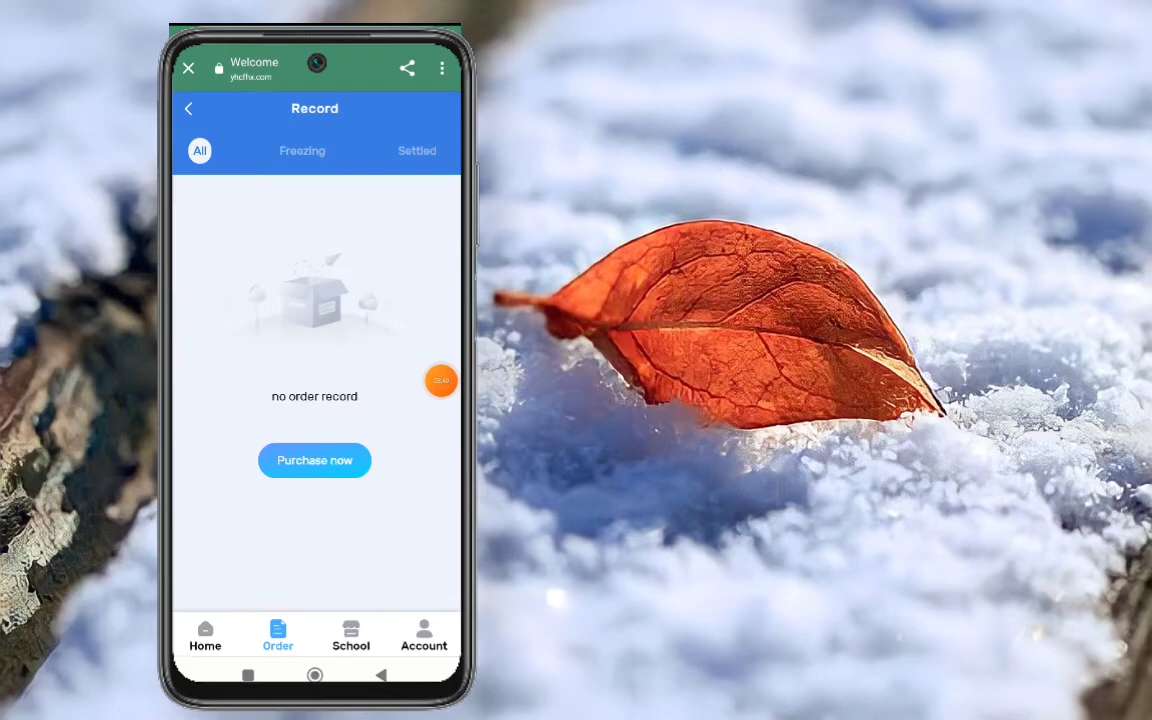 Welcome
yhcfhx.com
Record
All Freezing Settled
no order record
Purchase now
Home Order School Account